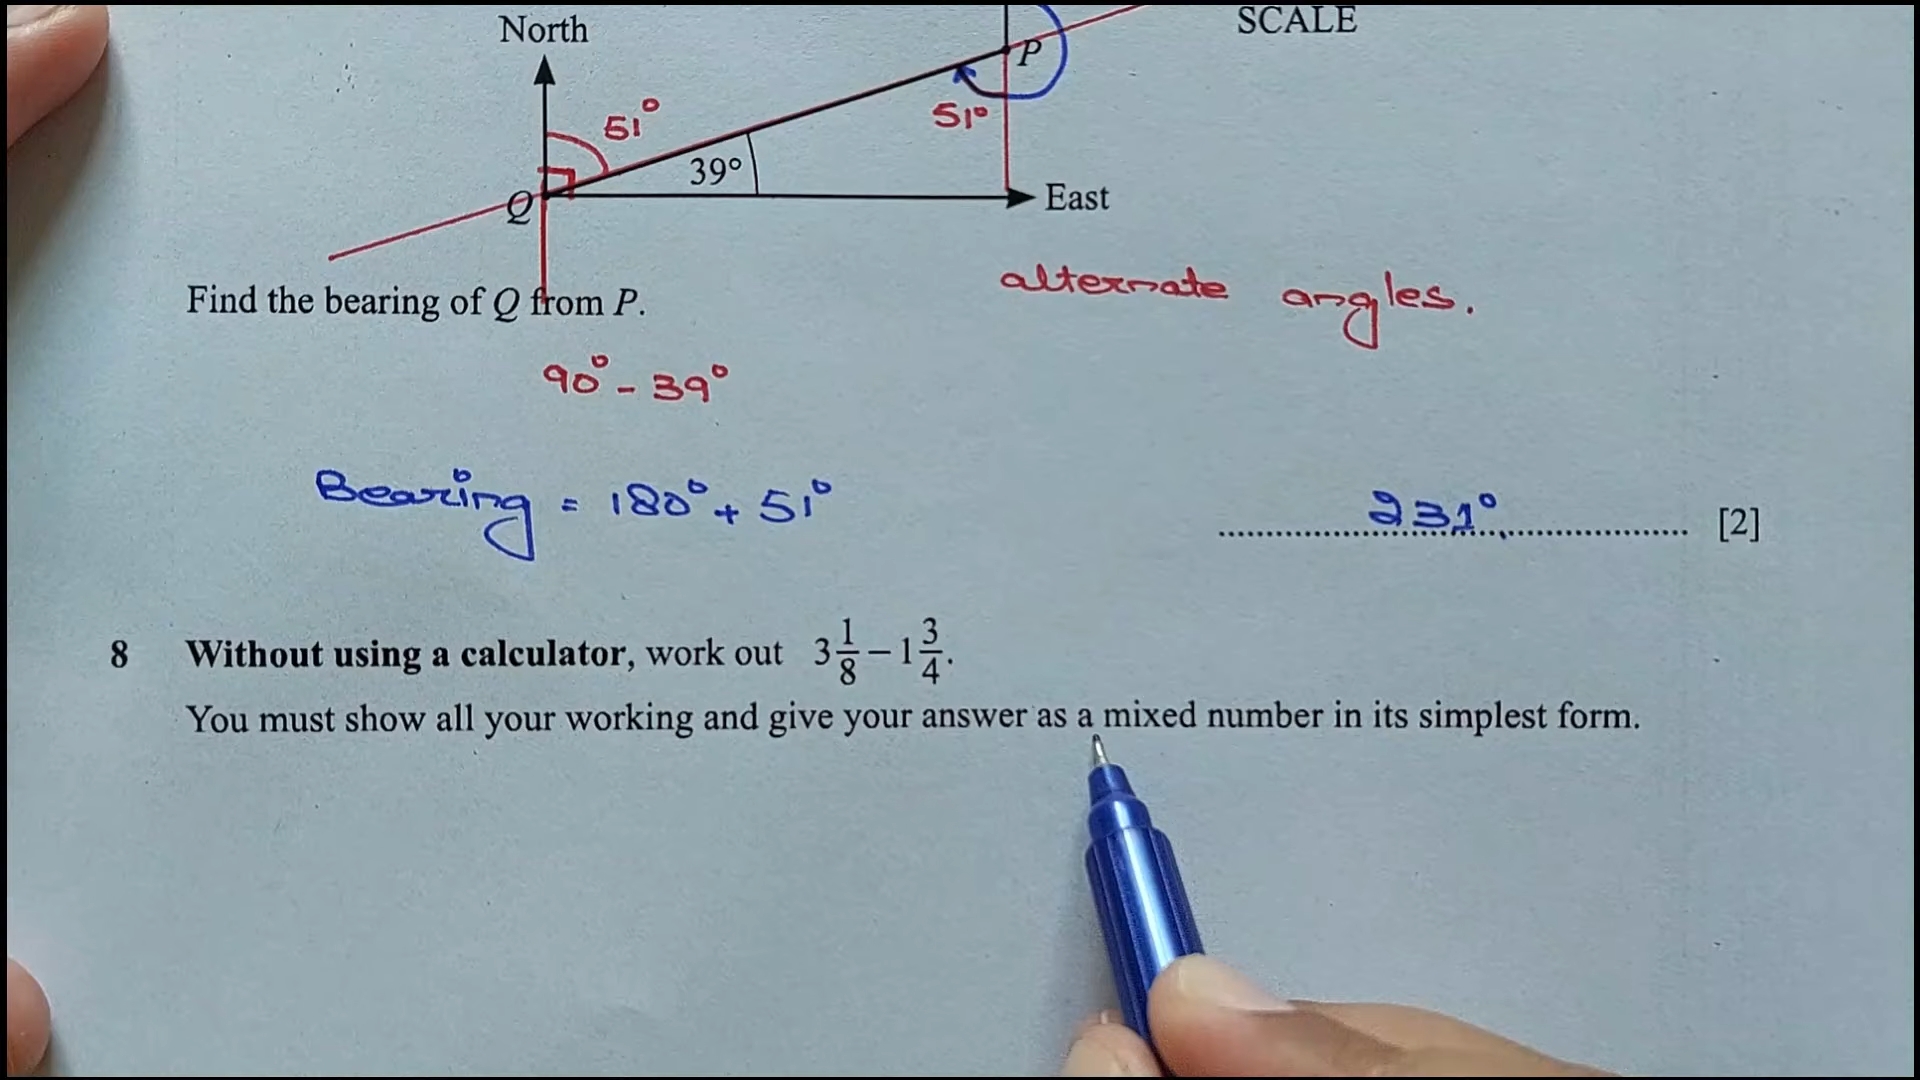 North
SCALE
P
51°
51°
39°
Q
East
alternate angles.
Find the bearing of Q from P.
90° - 39°
Bearing = 180° + 51°
231° [2]
8 Without using a calculator, work out 3 1/8 − 1 3/4.
You must show all your working and give your answer as a mixed number in its simplest form.